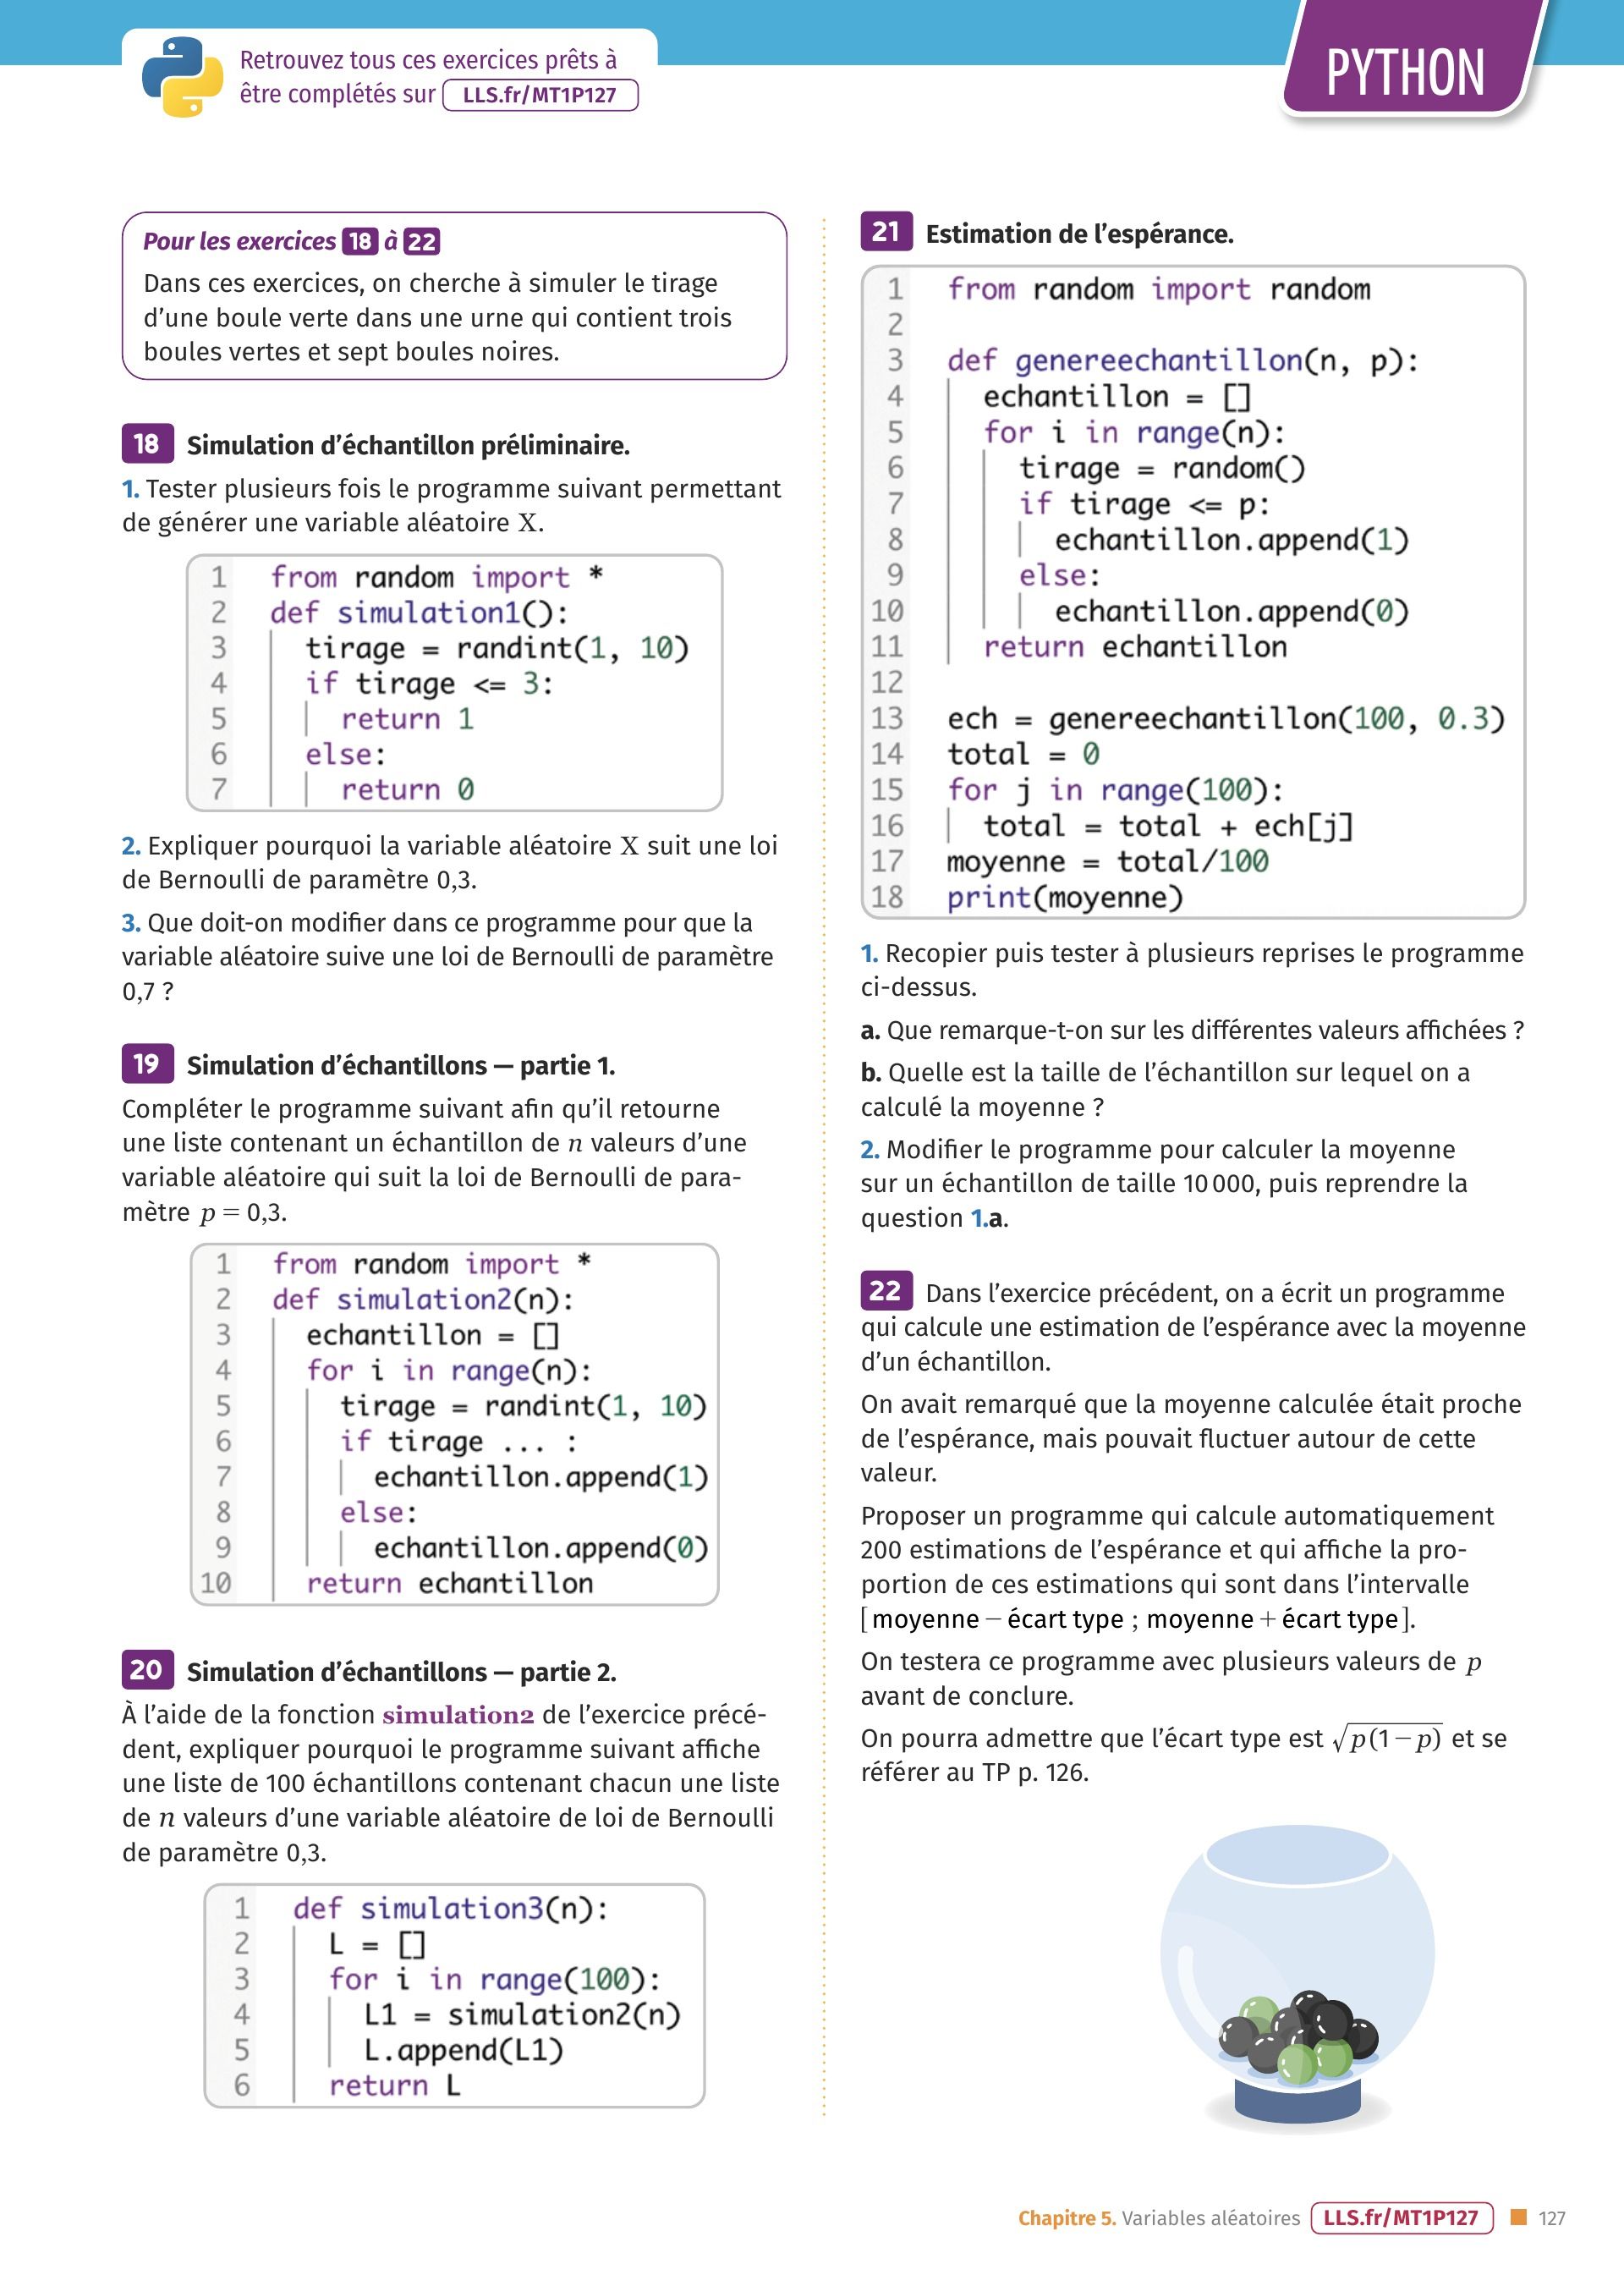 Retrouvez tous ces exercices prêts à
être complétés sur LLS.fr/MT1P127
PYTHON
Pour les exercices 18 à 22
Dans ces exercices, on cherche à simuler le tirage
d’une boule verte dans une urne qui contient trois
boules vertes et sept boules noires.
18 Simulation d’échantillon préliminaire.
1. Tester plusieurs fois le programme suivant permettant
de générer une variable aléatoire X.
1 from random import *
2 def simulation1():
3 tirage = randint(1, 10)
4 if tirage <= 3:
5 return 1
6 else:
7 return 0
2. Expliquer pourquoi la variable aléatoire X suit une loi
de Bernoulli de paramètre 0,3.
3. Que doit-on modifier dans ce programme pour que la
variable aléatoire suive une loi de Bernoulli de paramètre
0,7 ?
19 Simulation d’échantillons — partie 1.
Compléter le programme suivant afin qu’il retourne
une liste contenant un échantillon de n valeurs d’une
variable aléatoire qui suit la loi de Bernoulli de para-
mètre p = 0,3.
1 from random import *
2 def simulation2(n):
3 echantillon = []
4 for i in range(n):
5 tirage = randint(1, 10)
6 if tirage ... :
7 echantillon.append(1)
8 else:
9 echantillon.append(0)
10 return echantillon
20 Simulation d’échantillons — partie 2.
À l’aide de la fonction simulation2 de l’exercice précé-
dent, expliquer pourquoi le programme suivant affiche
une liste de 100 échantillons contenant chacun une liste
de n valeurs d’une variable aléatoire de loi de Bernoulli
de paramètre 0,3.
1 def simulation3(n):
2 L = []
3 for i in range(100):
4 L1 = simulation2(n)
5 L.append(L1)
6 return L
21 Estimation de l’espérance.
1 from random import random
2
3 def genereechantillon(n, p):
4 echantillon = []
5 for i in range(n):
6 tirage = random()
7 if tirage <= p:
8 echantillon.append(1)
9 else:
10 echantillon.append(0)
11 return echantillon
12
13 ech = genereechantillon(100, 0.3)
14 total = 0
15 for j in range(100):
16 total = total + ech[j]
17 moyenne = total/100
18 print(moyenne)
1. Recopier puis tester à plusieurs reprises le programme
ci-dessus.
a. Que remarque-t-on sur les différentes valeurs affichées ?
b. Quelle est la taille de l’échantillon sur lequel on a
calculé la moyenne ?
2. Modifier le programme pour calculer la moyenne
sur un échantillon de taille 10 000, puis reprendre la
question 1.a.
22 Dans l’exercice précédent, on a écrit un programme
qui calcule une estimation de l’espérance avec la moyenne
d’un échantillon.
On avait remarqué que la moyenne calculée était proche
de l’espérance, mais pouvait fluctuer autour de cette
valeur.
Proposer un programme qui calcule automatiquement
200 estimations de l’espérance et qui affiche la pro-
portion de ces estimations qui sont dans l’intervalle
[moyenne − écart type ; moyenne + écart type].
On testera ce programme avec plusieurs valeurs de p
avant de conclure.
On pourra admettre que l’écart type est √p(1−p) et se
référer au TP p. 126.
Chapitre 5. Variables aléatoires LLS.fr/MT1P127 127